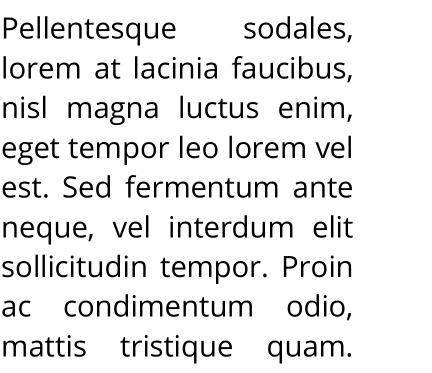 Pellentesque sodales,
lorem at lacinia faucibus,
nisl magna luctus enim,
eget tempor leo lorem vel
est. Sed fermentum ante
neque, vel interdum elit
sollicitudin tempor. Proin
ac condimentum odio,
mattis tristique quam.